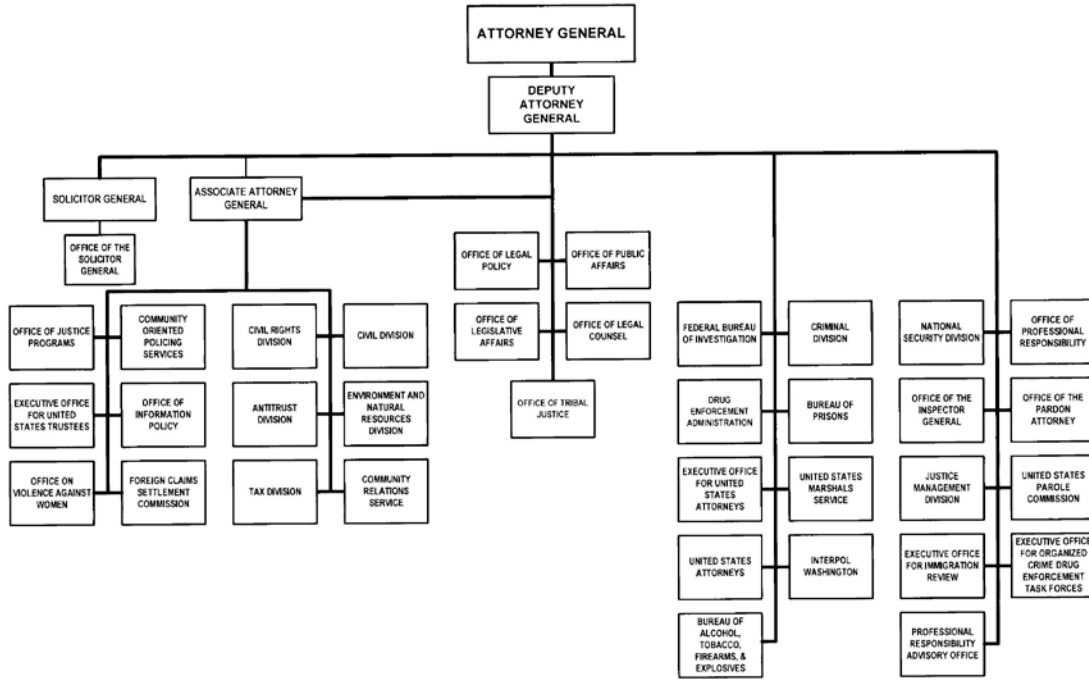 ATTORNEY GENERAL
DEPUTY
ATTORNEY
GENERAL
SOLICITOR GENERAL
ASSOCIATE ATTORNEY
GENERAL
OFFICE OF THE
SOLICITOR
GENERAL
OFFICE OF LEGAL
POLICY
OFFICE OF PUBLIC
AFFAIRS
OFFICE OF JUSTICE
PROGRAMS
COMMUNITY
ORIENTED
POLICING
SERVICES
CIVIL RIGHTS
DIVISION
CIVIL DIVISION
OFFICE OF
LEGISLATIVE
AFFAIRS
OFFICE OF LEGAL
COUNSEL
FEDERAL BUREAU
OF INVESTIGATION
CRIMINAL
DIVISION
NATIONAL
SECURITY DIVISION
OFFICE OF
PROFESSIONAL
RESPONSIBILITY
EXECUTIVE OFFICE
FOR UNITED
STATES TRUSTEES
OFFICE OF
INFORMATION
POLICY
ANTITRUST
DIVISION
ENVIRONMENT AND
NATURAL
RESOURCES
DIVISION
OFFICE OF TRIBAL
JUSTICE
DRUG
ENFORCEMENT
ADMINISTRATION
BUREAU OF
PRISONS
OFFICE OF THE
INSPECTOR
GENERAL
OFFICE OF THE
PARDON
ATTORNEY
OFFICE ON
VIOLENCE AGAINST
WOMEN
FOREIGN CLAIMS
SETTLEMENT
COMMISSION
TAX DIVISION
COMMUNITY
RELATIONS
SERVICE
EXECUTIVE OFFICE
FOR UNITED
STATES
ATTORNEYS
UNITED STATES
MARSHALS
SERVICE
JUSTICE
MANAGEMENT
DIVISION
UNITED STATES
PAROLE
COMMISSION
UNITED STATES
ATTORNEYS
INTERPOL
WASHINGTON
EXECUTIVE OFFICE
FOR IMMIGRATION
REVIEW
EXECUTIVE OFFICE
FOR ORGANIZED
CRIME DRUG
ENFORCEMENT
TASK FORCES
BUREAU OF
ALCOHOL,
TOBACCO,
FIREARMS, &
EXPLOSIVES
PROFESSIONAL
RESPONSIBILITY
ADVISORY OFFICE